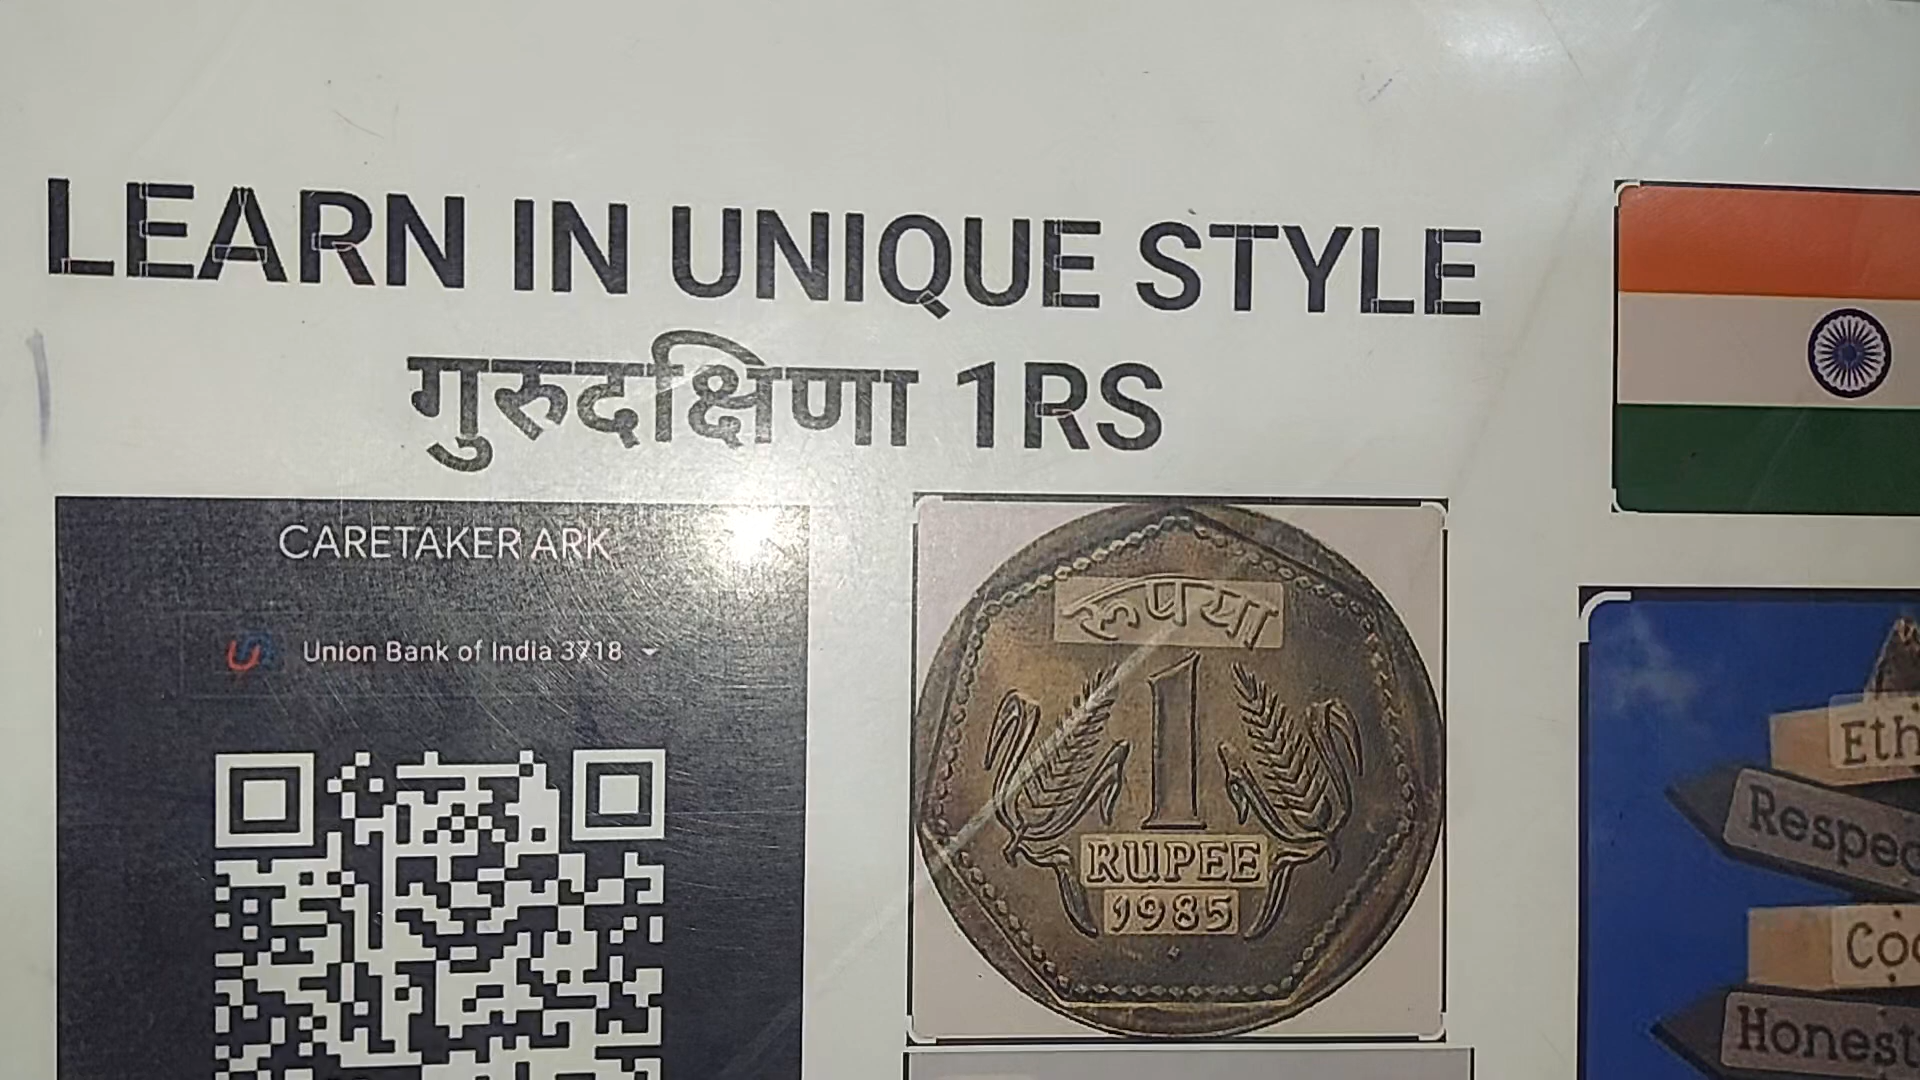 LEARN IN UNIQUE STYLE
गुरुदक्षिणा 1RS
CARETAKER ARK
Union Bank of India 3718
रूपया
1
RUPEE
1985
Eth
Respec
Co
Honest